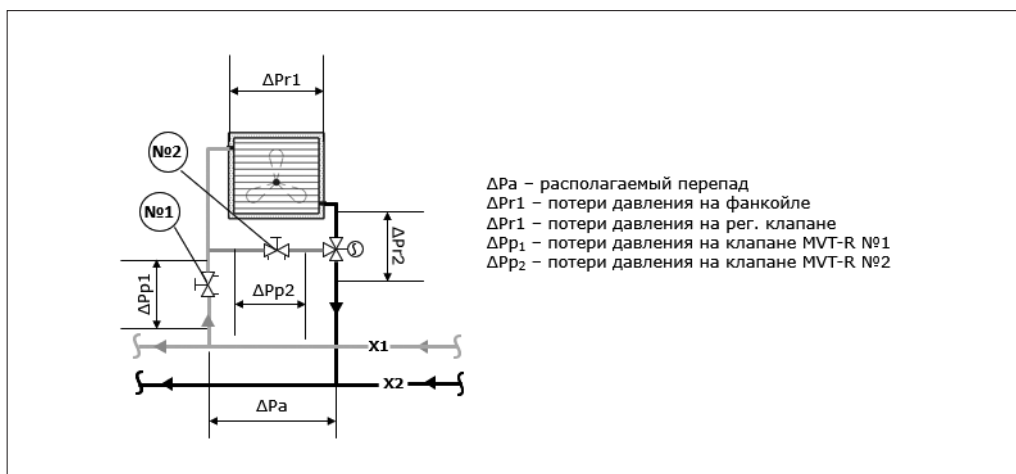 ΔPr1
№2
№1
ΔPr2
ΔPp1
ΔPp2
X1
X2
ΔPa
ΔPa – располагаемый перепад
ΔPr1 – потери давления на фанкойле
ΔPr1 – потери давления на рег. клапане
ΔPp₁ – потери давления на клапане MVT-R №1
ΔPp₂ – потери давления на клапане MVT-R №2